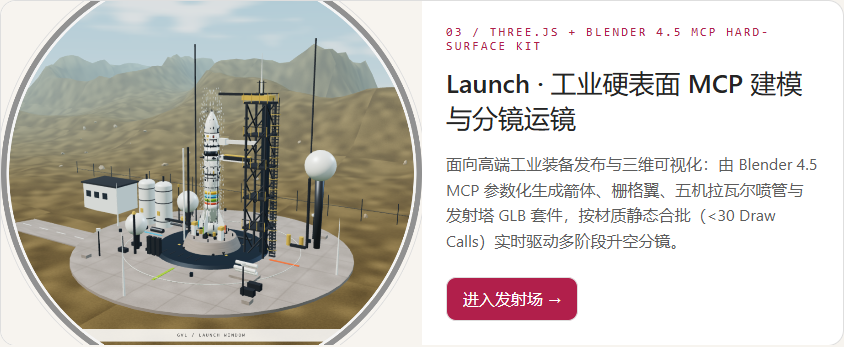 03 / THREE.JS + BLENDER 4.5 MCP HARD-
SURFACE KIT
Launch · 工业硬表面 MCP 建模
与分镜运镜
面向高端工业装备发布与三维可视化：由 Blender 4.5
MCP 参数化生成箭体、栅格翼、五机拉瓦尔喷管与
发射塔 GLB 套件，按材质静态合批（<30 Draw
Calls）实时驱动多阶段升空分镜。
进入发射场 →
/ LAUNCH WINDOW